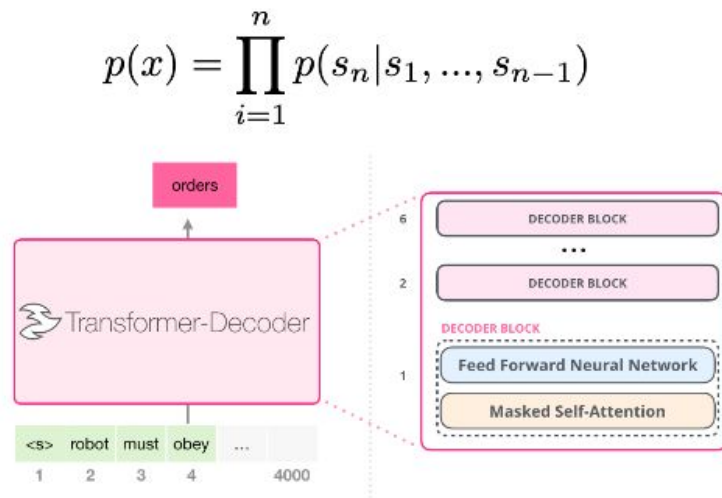 p(x) = ∏_{i=1}^{n} p(s_n|s_1, ..., s_{n-1})
orders
Transformer-Decoder
<s> robot must obey ...
1 2 3 4 4000
6 DECODER BLOCK
...
2 DECODER BLOCK
DECODER BLOCK
1
Feed Forward Neural Network
Masked Self-Attention